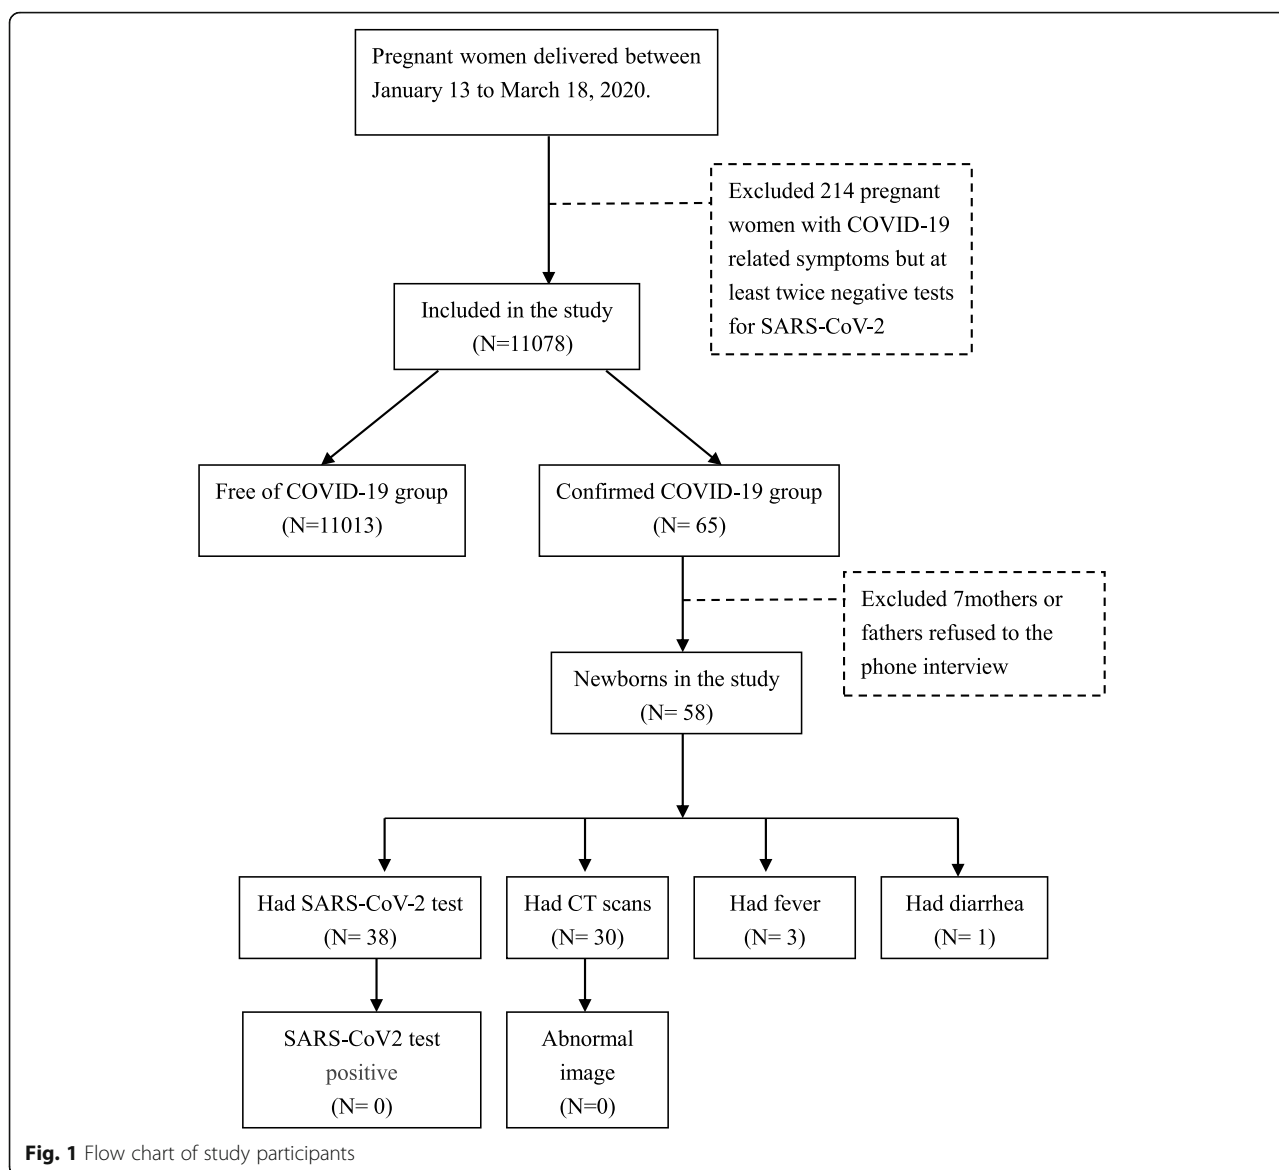 Pregnant women delivered between
January 13 to March 18, 2020.
Excluded 214 pregnant
women with COVID-19
related symptoms but at
least twice negative tests
for SARS-CoV-2
Included in the study
(N=11078)
Free of COVID-19 group
(N=11013)
Confirmed COVID-19 group
(N= 65)
Excluded 7mothers or
fathers refused to the
phone interview
Newborns in the study
(N= 58)
Had SARS-CoV-2 test
(N= 38)
Had CT scans
(N= 30)
Had fever
(N= 3)
Had diarrhea
(N= 1)
SARS-CoV2 test
positive
(N= 0)
Abnormal
image
(N=0)
Fig. 1 Flow chart of study participants